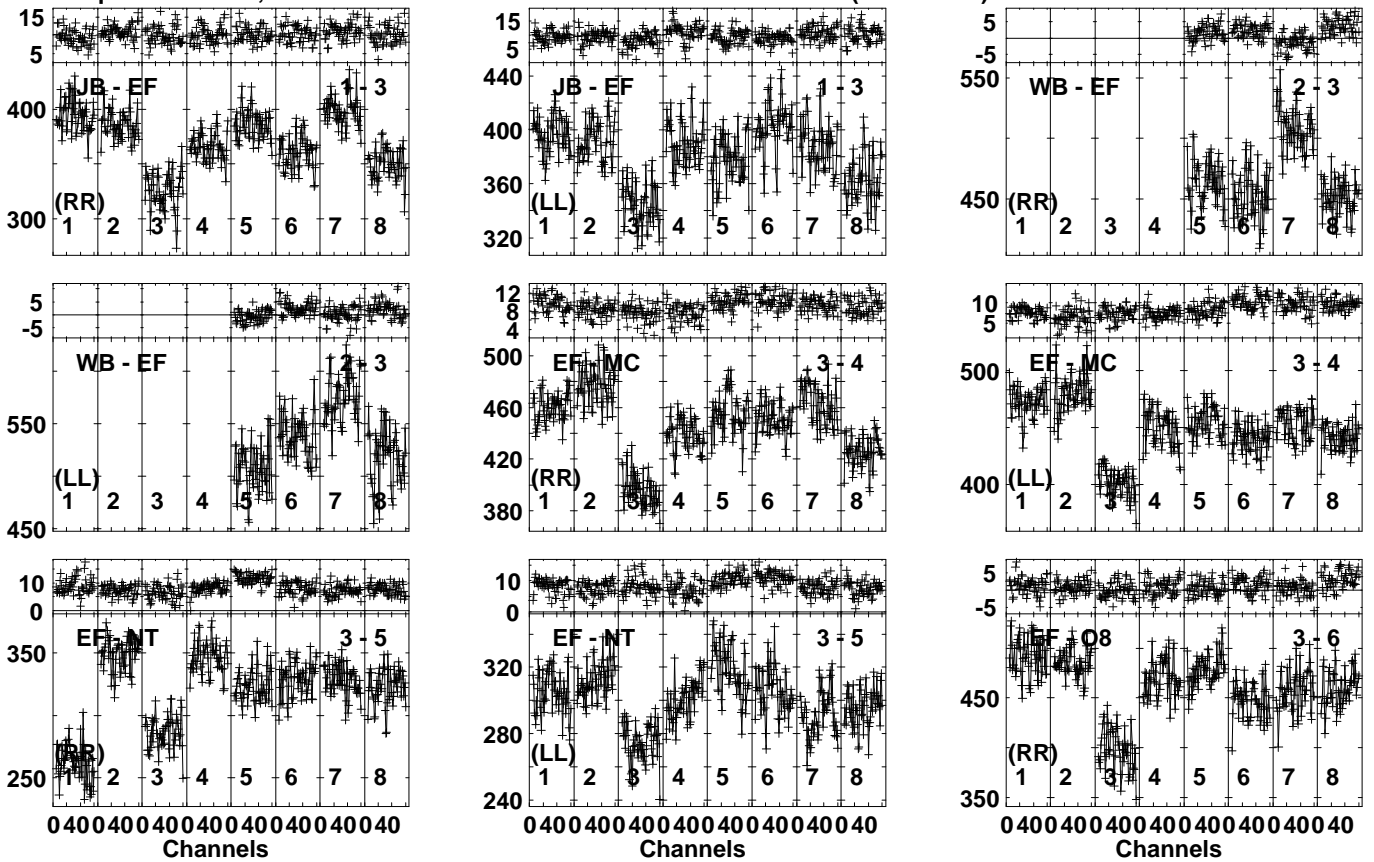 15
5
JB - EF 1 - 3
400
300
(RR)
1 2 3 4 5 6 7 8
15
5
440
JB - EF 1 - 3
400
360
320
(LL)
1 2 3 4 5 6 7 8
5
-5
550
WB - EF 2 - 3
450
(RR)
1 2 3 4 5 6 7 8
5
-5
WB - EF 2 - 3
550
450
(LL)
1 2 3 4 5 6 7 8
12
8
4
500
EF - MC 3 - 4
460
420
380
(RR)
1 2 3 4 5 6 7 8
10
5
EF - MC 3 - 4
500
400
(LL)
1 2 3 4 5 6 7 8
10
0
EF - NT 3 - 5
350
250
(RR)
1 2 3 4 5 6 7 8
0 40 0 40 0 40 0 40 0 40 0 40 0 40 0 40
Channels
10
0
EF - NT 3 - 5
320
280
240
(LL)
1 2 3 4 5 6 7 8
0 40 0 40 0 40 0 40 0 40 0 40 0 40 0 40
Channels
5
-5
EF - O8 3 - 6
450
350
(RR)
1 2 3 4 5 6 7 8
0 40 0 40 0 40 0 40 0 40 0 40 0 40 0 40
Channels